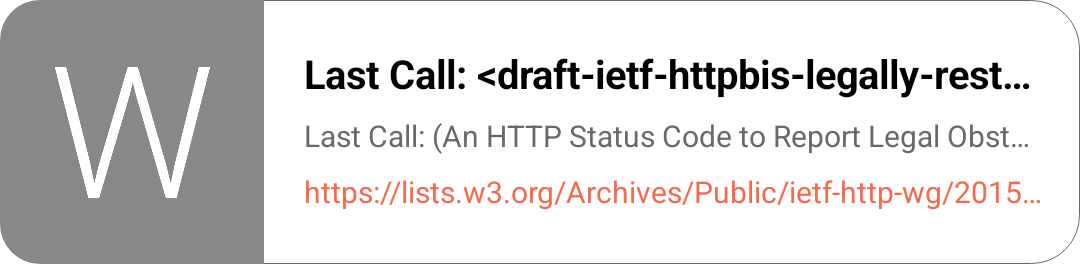 W
Last Call: <draft-ietf-httpbis-legally-rest...
Last Call: (An HTTP Status Code to Report Legal Obst...
https://lists.w3.org/Archives/Public/ietf-http-wg/2015...